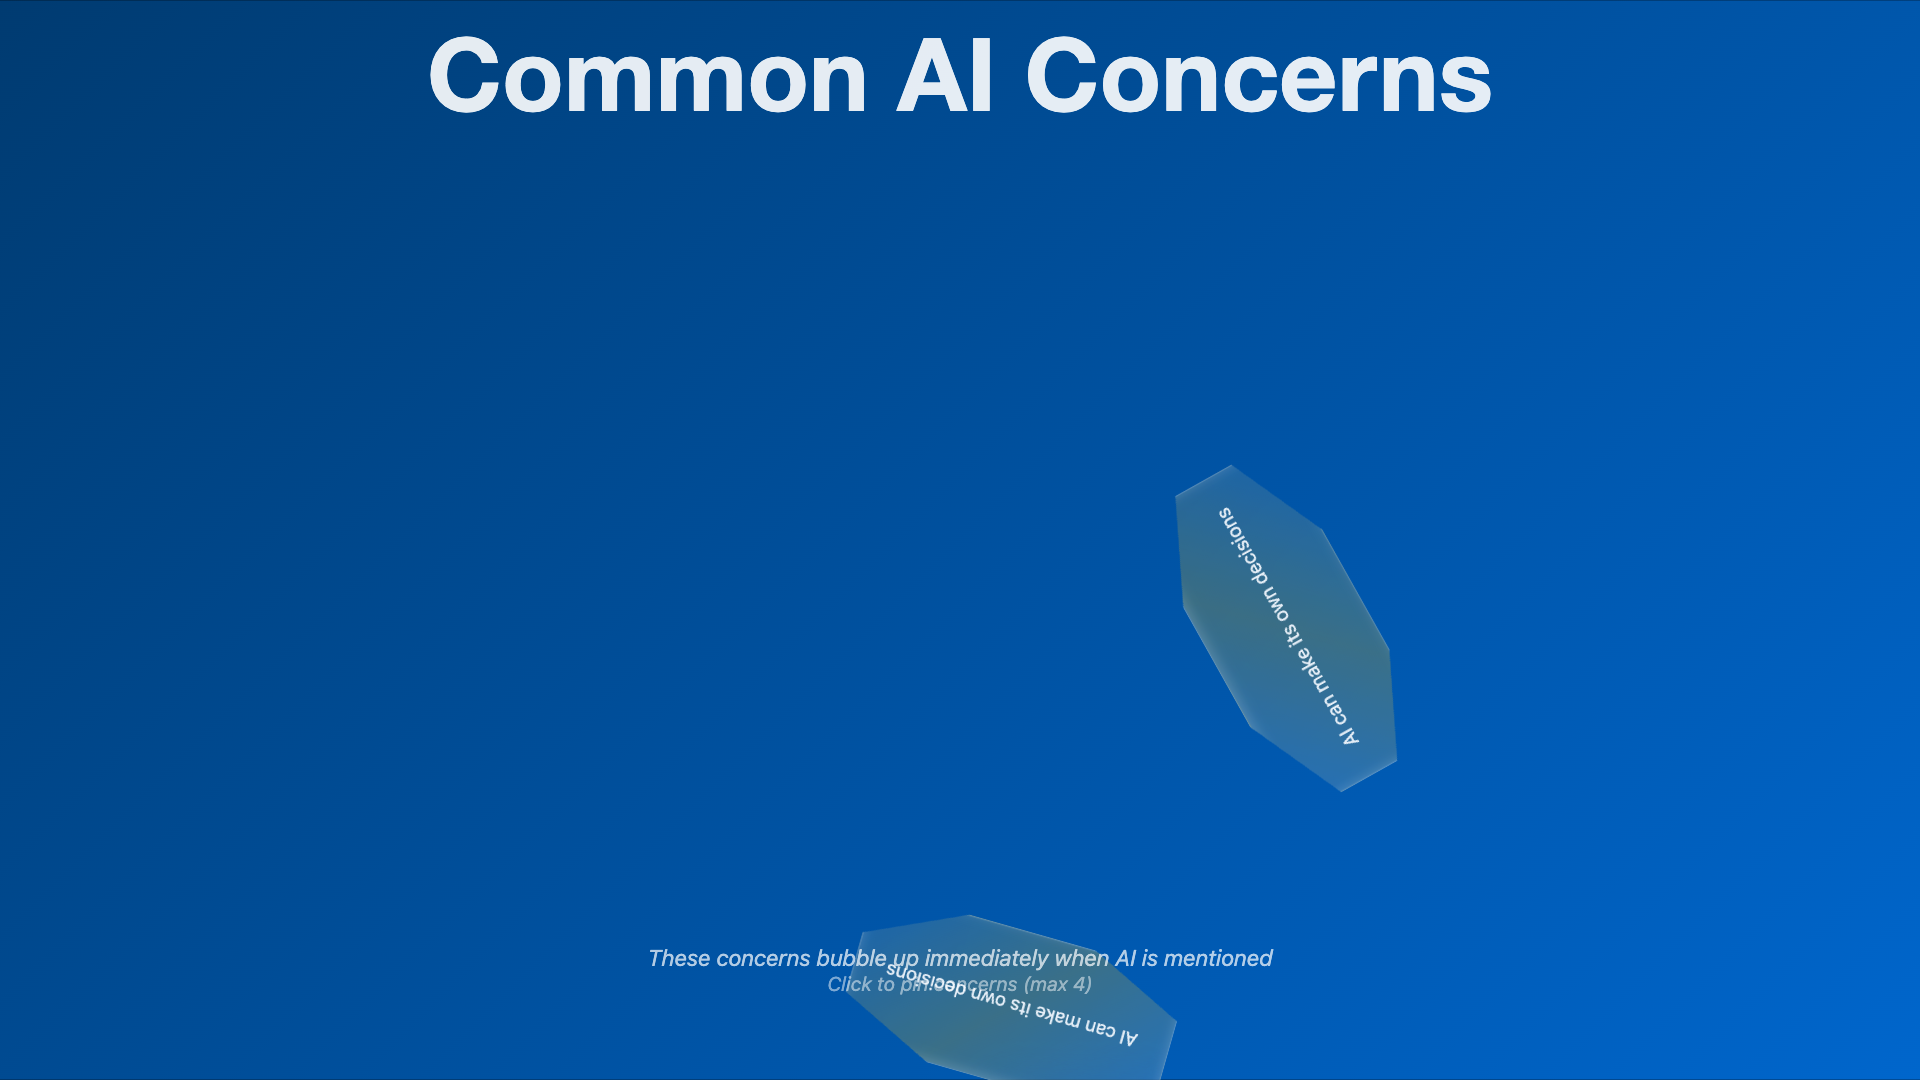 Common AI Concerns
AI can make its own decisions
These concerns bubble up immediately when AI is mentioned
Click to pin concerns (max 4)
AI can make its own decisions